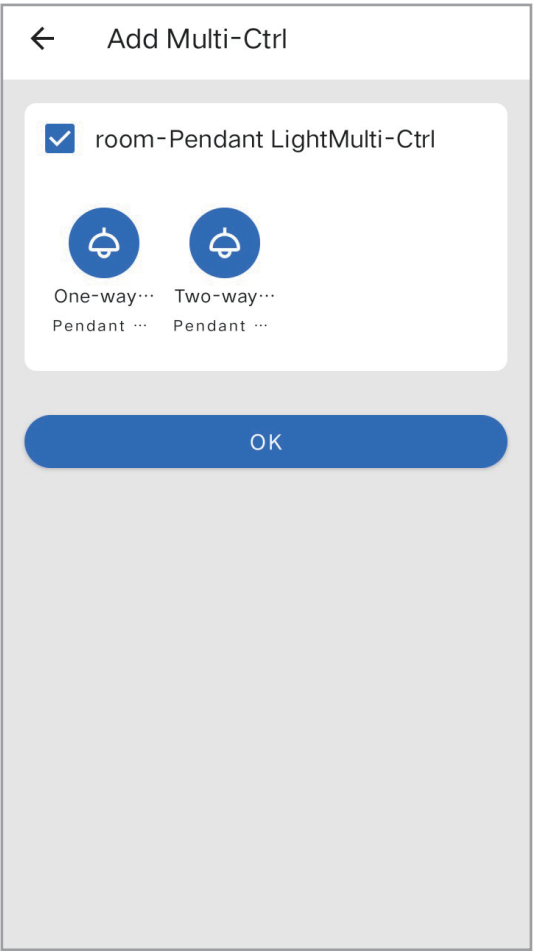 Add Multi-Ctrl
room-Pendant LightMulti-Ctrl
One-way··· Two-way···
Pendant ··· Pendant ···
OK